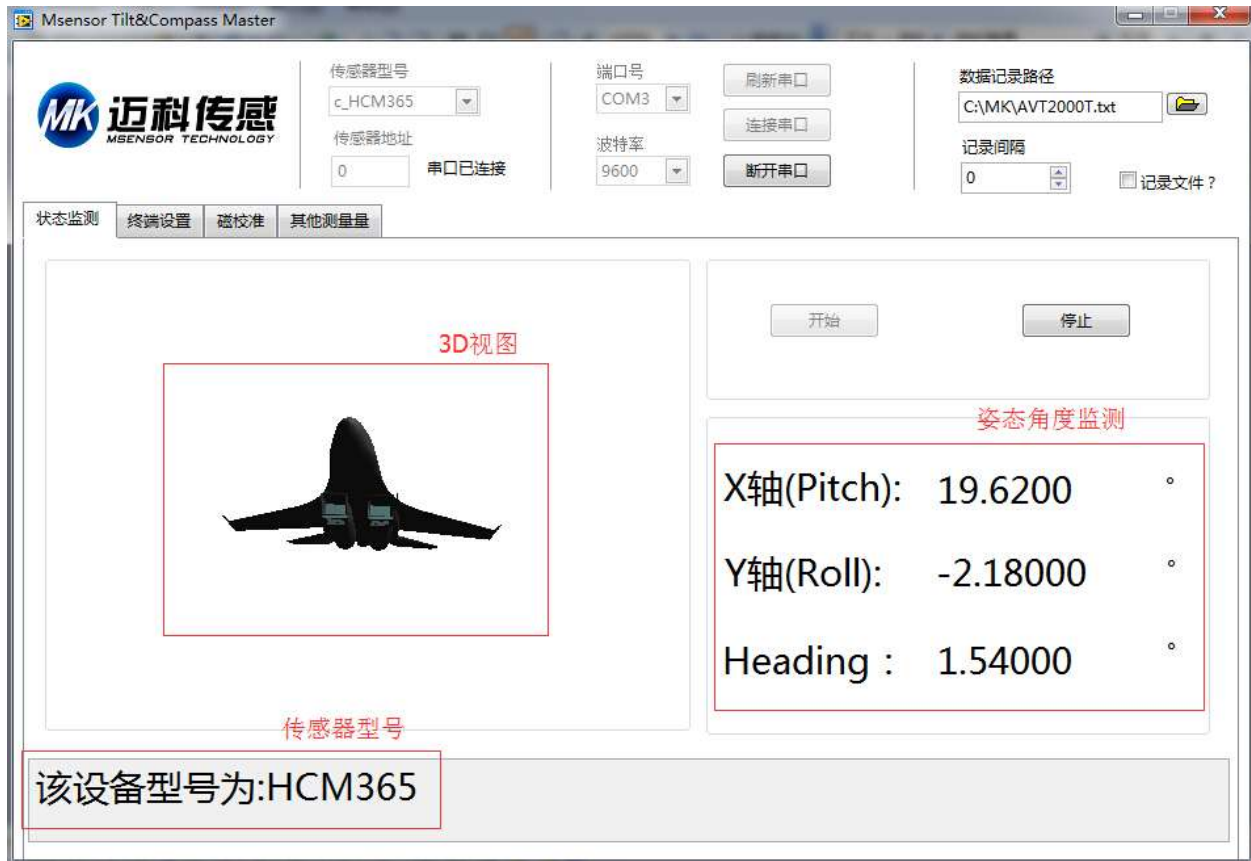 Msensor Tilt&Compass Master
MK 迈科传感
MSENSOR TECHNOLOGY
传感器型号
c_HCM365
传感器地址
0
串口已连接
端口号
COM3
波特率
9600
刷新串口
连接串口
断开串口
数据记录路径
C:\MK\AVT2000T.txt
记录间隔
0
记录文件？
状态监测
终端设置
磁校准
其他测量量
3D视图
开始
停止
姿态角度监测
X轴(Pitch): 19.6200 °
Y轴(Roll): -2.18000 °
Heading： 1.54000 °
传感器型号
该设备型号为:HCM365